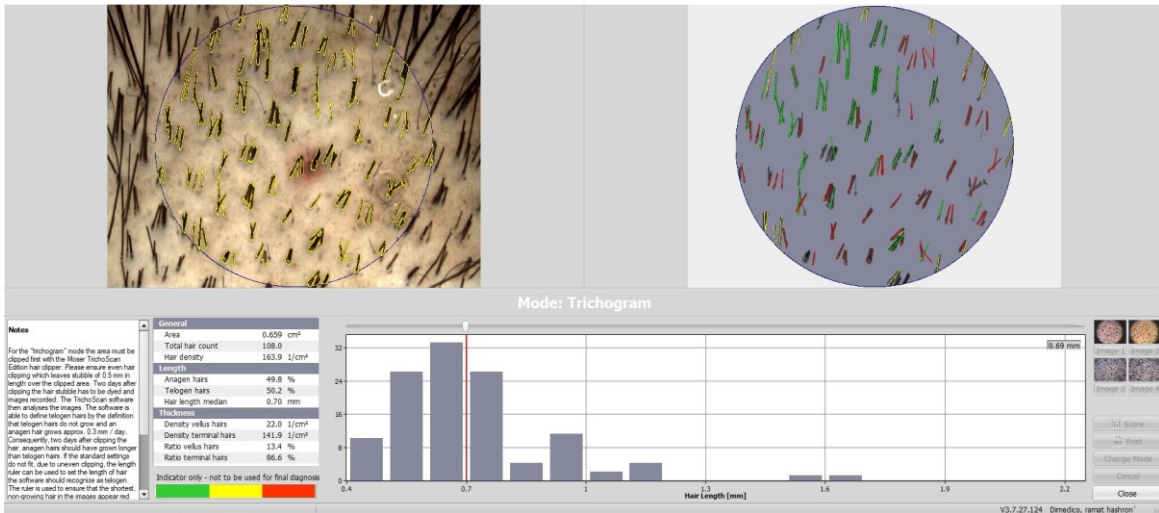 Mode: Trichogram
Notes
For the "trichogram" mode the area must be
clipped first with the Moser TrichoScan
Edition hair clipper. Please ensure even hair
clipping which leaves stubble of 0.5 mm in
length over the clipped area. Two days after
clipping the hair stubble has to be dyed and
images recorded. The TrichoScan software
then analyses the images. The software is
able to define telogen hairs by the definition
that telogen hairs do not grow and an
anagen hair grows approx. 0.3 mm / day.
Consequently, two days after clipping the
hair, anagen hairs should have grown longer
than telogen hairs. If the standard settings
do not fit, due to uneven clipping, the length
ruler can be used to set the length of hair
the software should recognize as telogen.
The ruler is used to ensure that the shortest,
non-growing hair in the images appear red
General
Area 0.659 cm²
Total hair count 108.0
Hair density 163.9 1/cm²
Length
Anagen hairs 49.8 %
Telogen hairs 50.2 %
Hair length median 0.70 mm
Thickness
Density vellus hairs 22.0 1/cm²
Density terminal hairs 141.9 1/cm²
Ratio vellus hairs 13.4 %
Ratio terminal hairs 86.6 %
Indicator only - not to be used for final diagnosis
0.69 mm
32
24
16
8
0
0.4 0.7 1 1.3 1.6 1.9 2.2
Hair Length [mm]
Image 1 Image 2
Image 3 Image 4
Score
Print
Change Mode
Cancel
Close
V3.7.27.124 Dimedico, ramat hashron